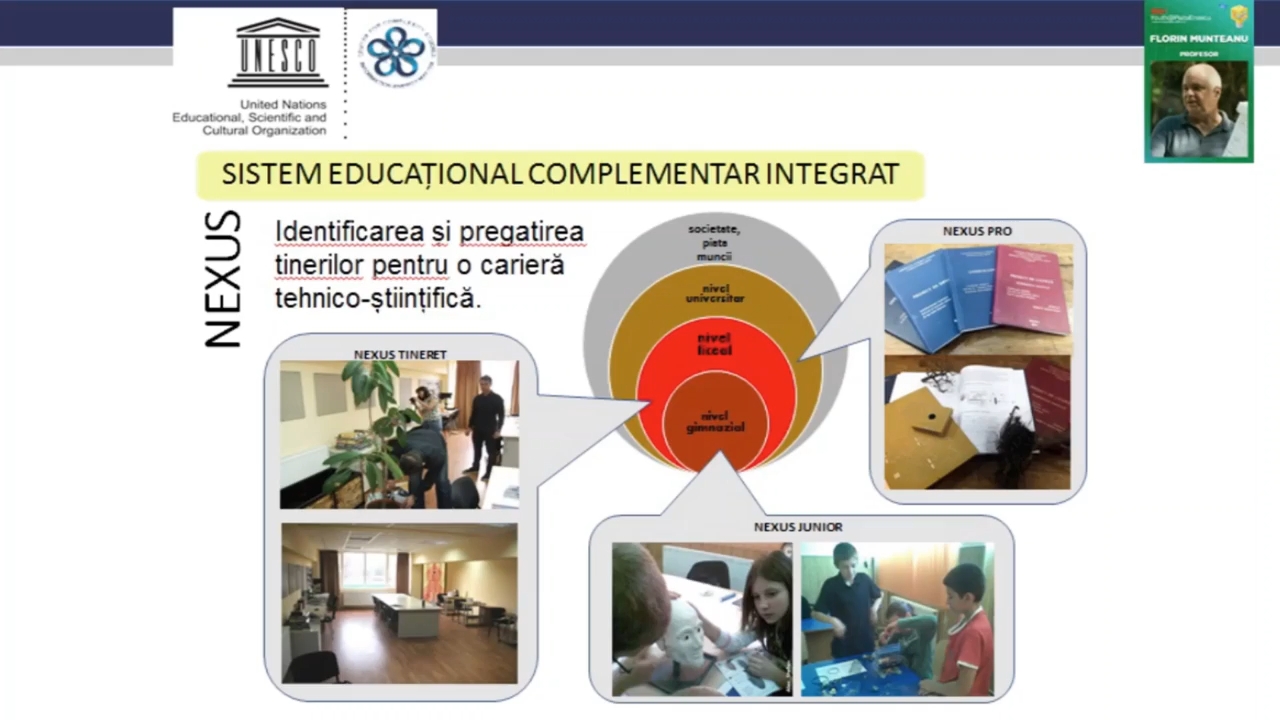 UNESCO
United Nations
Educational, Scientific and
Cultural Organization
FLORIN MUNTEANU
PROFESOR
SISTEM EDUCAȚIONAL COMPLEMENTAR INTEGRAT
NEXUS
Identificarea și pregatirea
tinerilor pentru o carieră
tehnico-științifică.
societate,
piata
muncii
nivel
universitar
nivel
liceal
nivel
gimnazial
NEXUS PRO
NEXUS TINERET
NEXUS JUNIOR